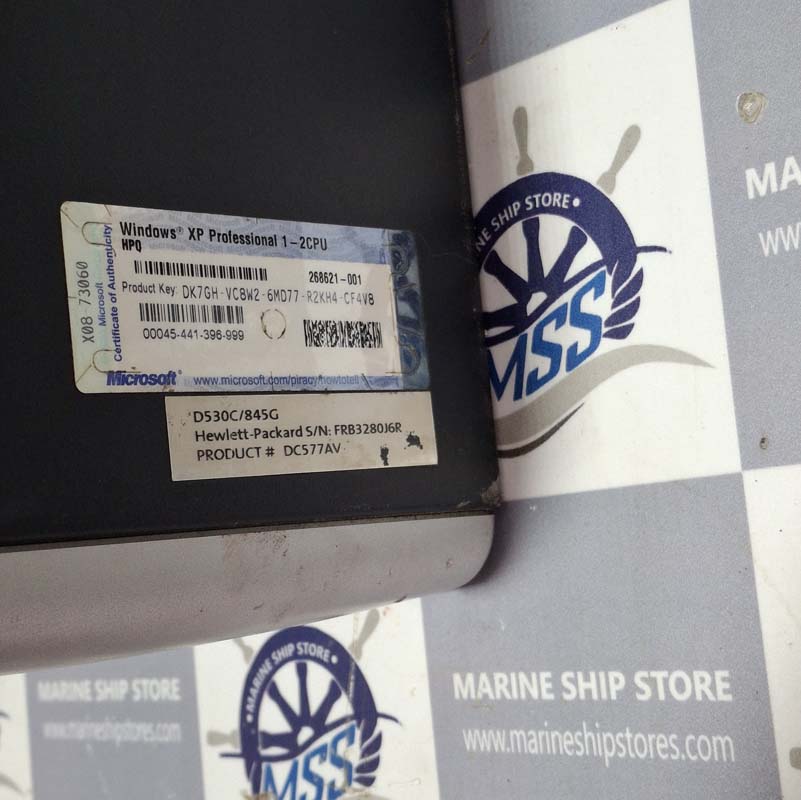 Windows® XP Professional 1-2CPU
HPQ
268621-001
Product Key: DK7GH-VC8W2-6MD77-R2KH4-CF4V8
00045-441-396-999
X08 73060
Microsoft
Certificate of Authenticity
Microsoft® www.microsoft.com/piracy/howtotell
D530C/845G
Hewlett-Packard S/N: FRB3280J6R
PRODUCT # DC577AV
NE SHIP STORE•
MSS
MA
WW
•MARINE SHIP STORE•
MSS
MARINE SHIP STORE
www.marineshipstores.com
MARINE SHIP STORE
www.marineshipstores.com